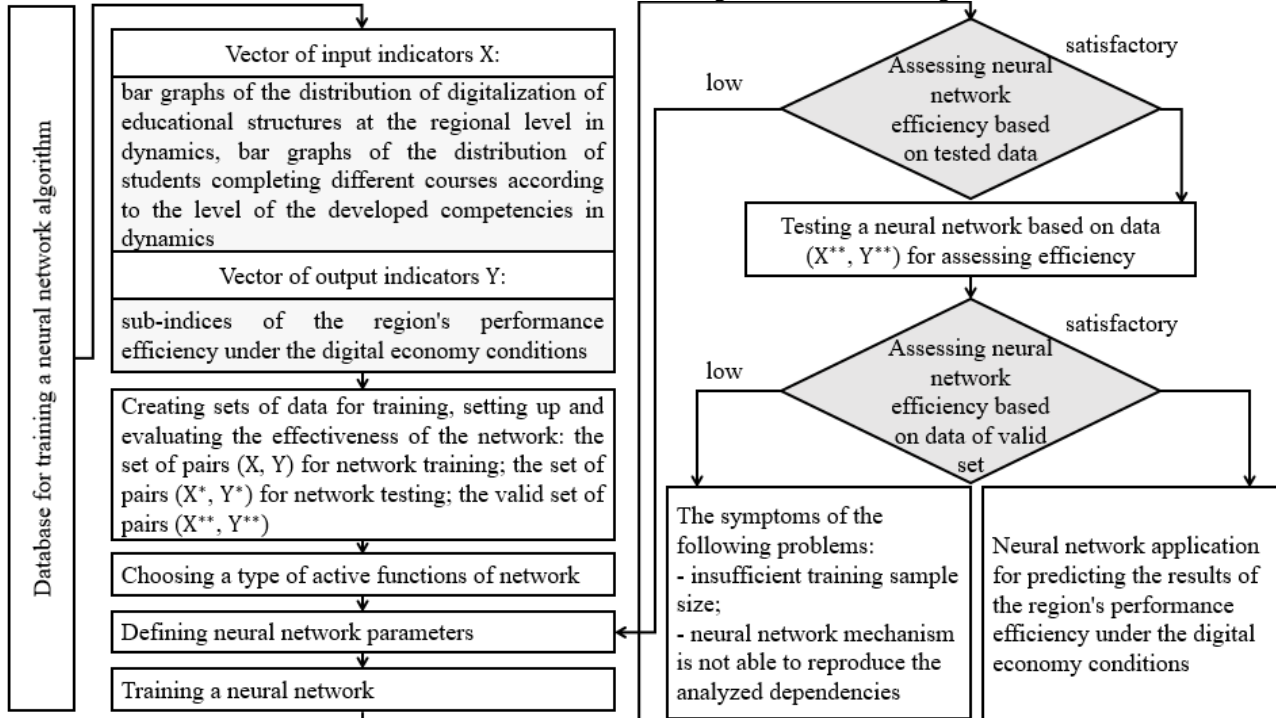 Database for training a neural network algorithm
Vector of input indicators X:
bar graphs of the distribution of digitalization of
educational structures at the regional level in
dynamics, bar graphs of the distribution of
students completing different courses according
to the level of the developed competencies in
dynamics
Vector of output indicators Y:
sub-indices of the region's performance
efficiency under the digital economy conditions
Creating sets of data for training, setting up and
evaluating the effectiveness of the network: the
set of pairs (X, Y) for network training; the set of
pairs (X*, Y*) for network testing; the valid set of
pairs (X**, Y**)
Choosing a type of active functions of network
Defining neural network parameters
Training a neural network
low
satisfactory
Assessing neural
network
efficiency based
on tested data
Testing a neural network based on data
(X**, Y**) for assessing efficiency
low
satisfactory
Assessing neural
network
efficiency based
on data of valid
set
The symptoms of the
following problems:
- insufficient training sample
size;
- neural network mechanism
is not able to reproduce the
analyzed dependencies
Neural network application
for predicting the results of
the region's performance
efficiency under the digital
economy conditions